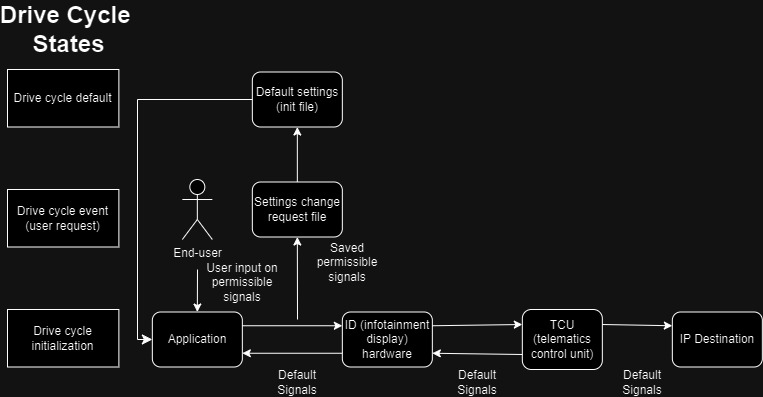 Drive Cycle
States
Drive cycle default
Default settings
(init file)
Drive cycle event
(user request)
Settings change
request file
End-user
User input on
permissible
signals
Saved
permissible
signals
Drive cycle
initialization
Application
ID (infotainment
display)
hardware
TCU
(telematics
control unit)
IP Destination
Default
Signals
Default
Signals
Default
Signals